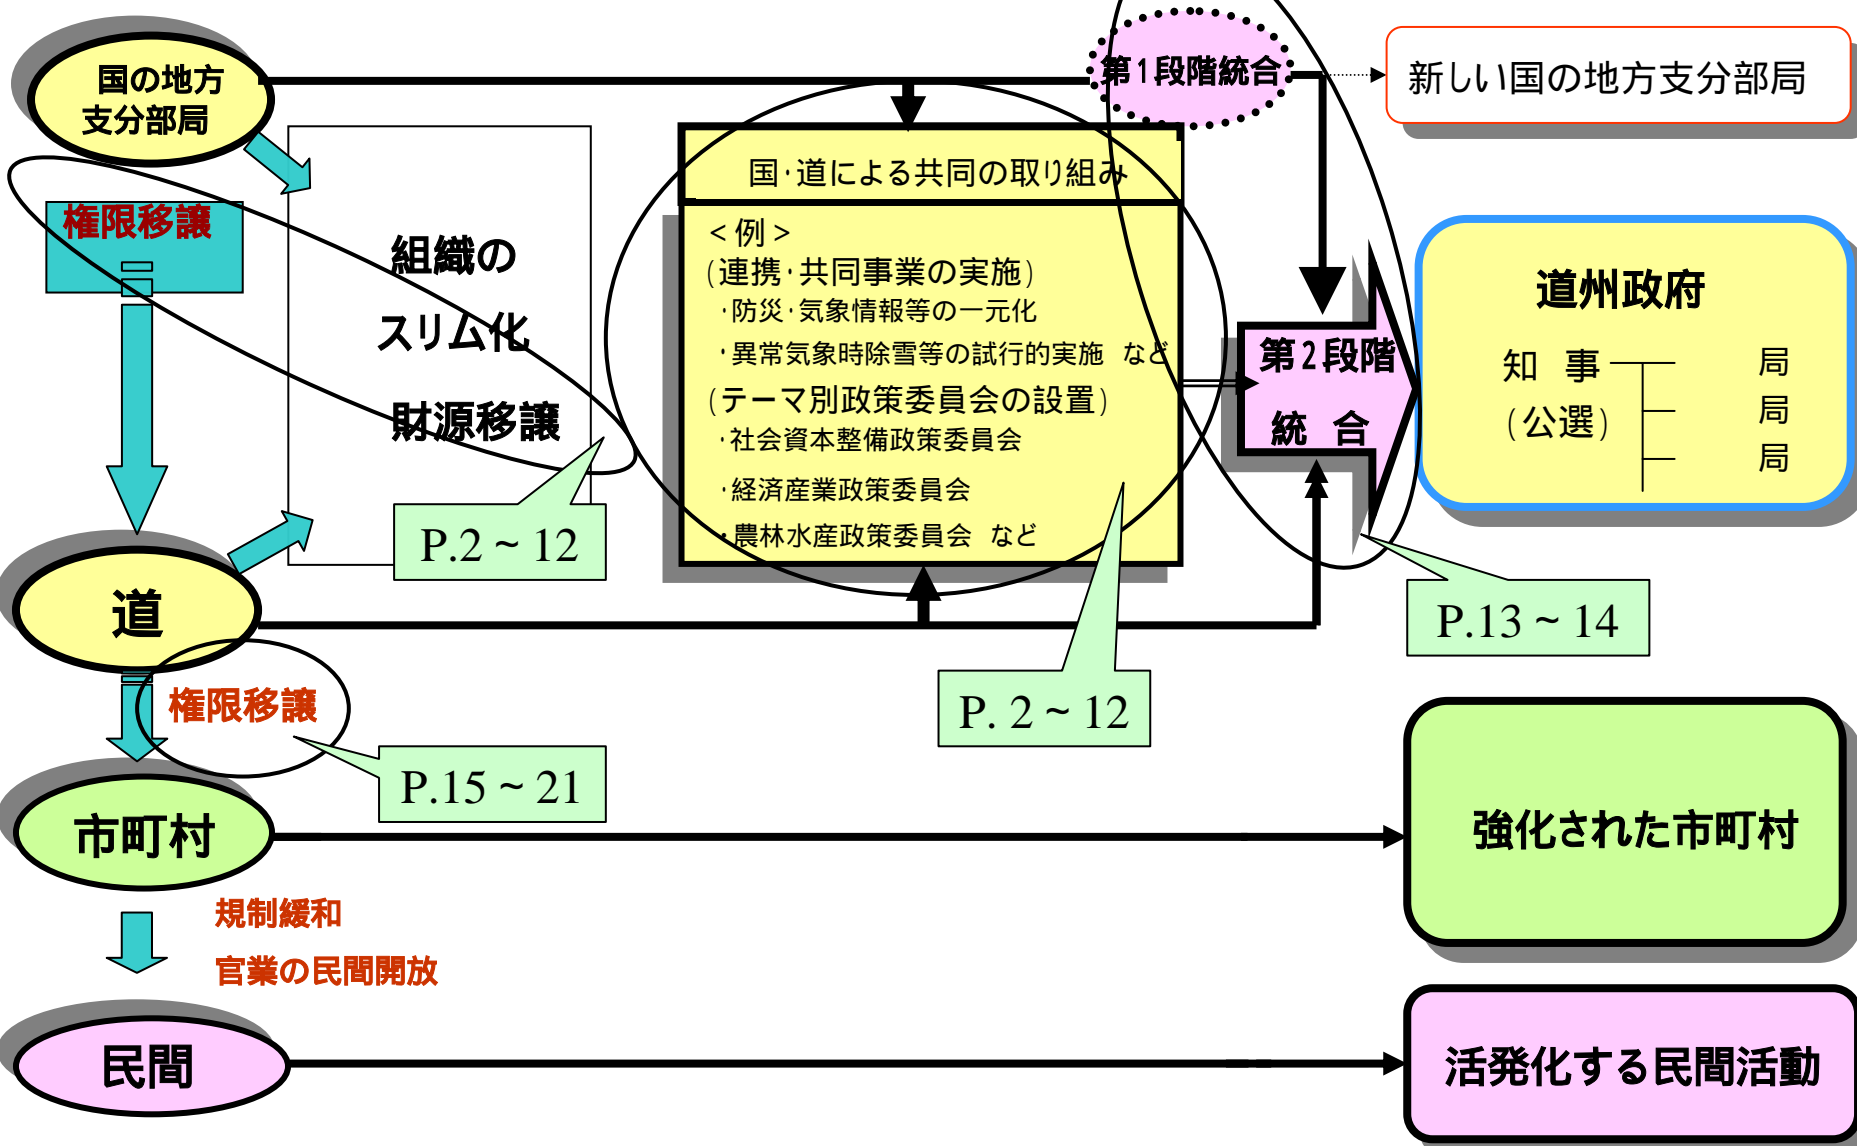 国の地方
支分部局
第1段階統合
新しい国の地方支分部局
権限移譲
組織の
スリム化
財源移譲
P.2 ~ 12
国・道による共同の取り組み
<例>
(連携・共同事業の実施)
・防災・気象情報等の一元化
・異常気象時除雪等の試行的実施 など
(テーマ別政策委員会の設置)
・社会資本整備政策委員会
・経済産業政策委員会
・農林水産政策委員会 など
P. 2 ~ 12
第2段階
統 合
P.13 ~ 14
道州政府
知 事
(公選)
局
局
局
道
権限移譲
P.15 ~ 21
市町村
強化された市町村
規制緩和
官業の民間開放
民間
活発化する民間活動